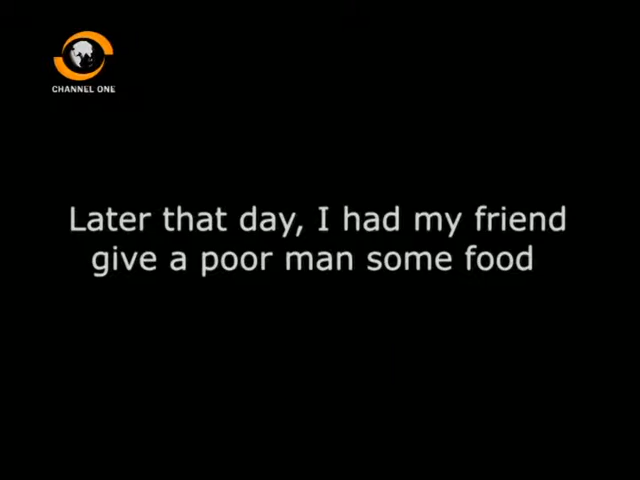 CHANNEL ONE
Later that day, I had my friend
give a poor man some food